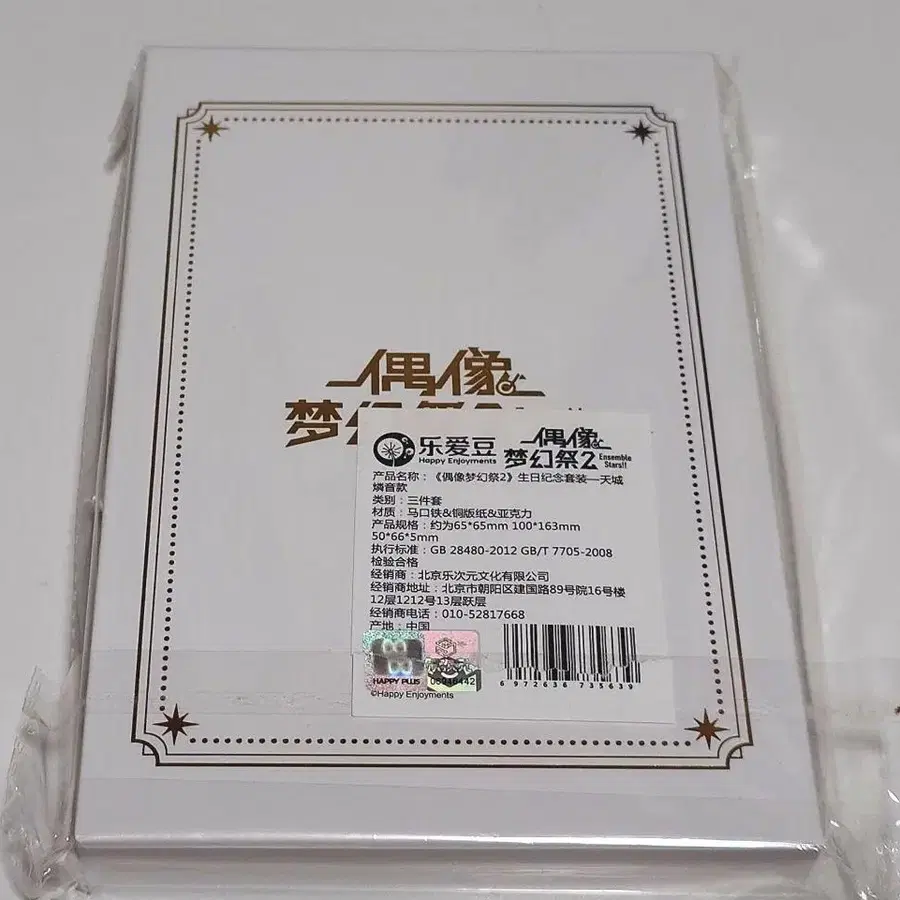 偶像
梦幻祭2
乐爱豆
Happy Enjoyments
偶像
梦幻祭2
Ensemble
Stars!!
产品名称：《偶像梦幻祭2》生日纪念套装—天城
燐音款
类别：三件套
材质：马口铁&铜版纸&亚克力
产品规格：约为65*65mm 100*163mm
50*66*5mm
执行标准：GB 28480-2012 GB/T 7705-2008
检验合格
经销商：北京乐次元文化有限公司
经销商地址：北京市朝阳区建国路89号院16号楼
12层1212号13层跃层
经销商电话：010-52817668
产地：中国
HAPPY PLUS
6972636735639
©Happy Enjoyments